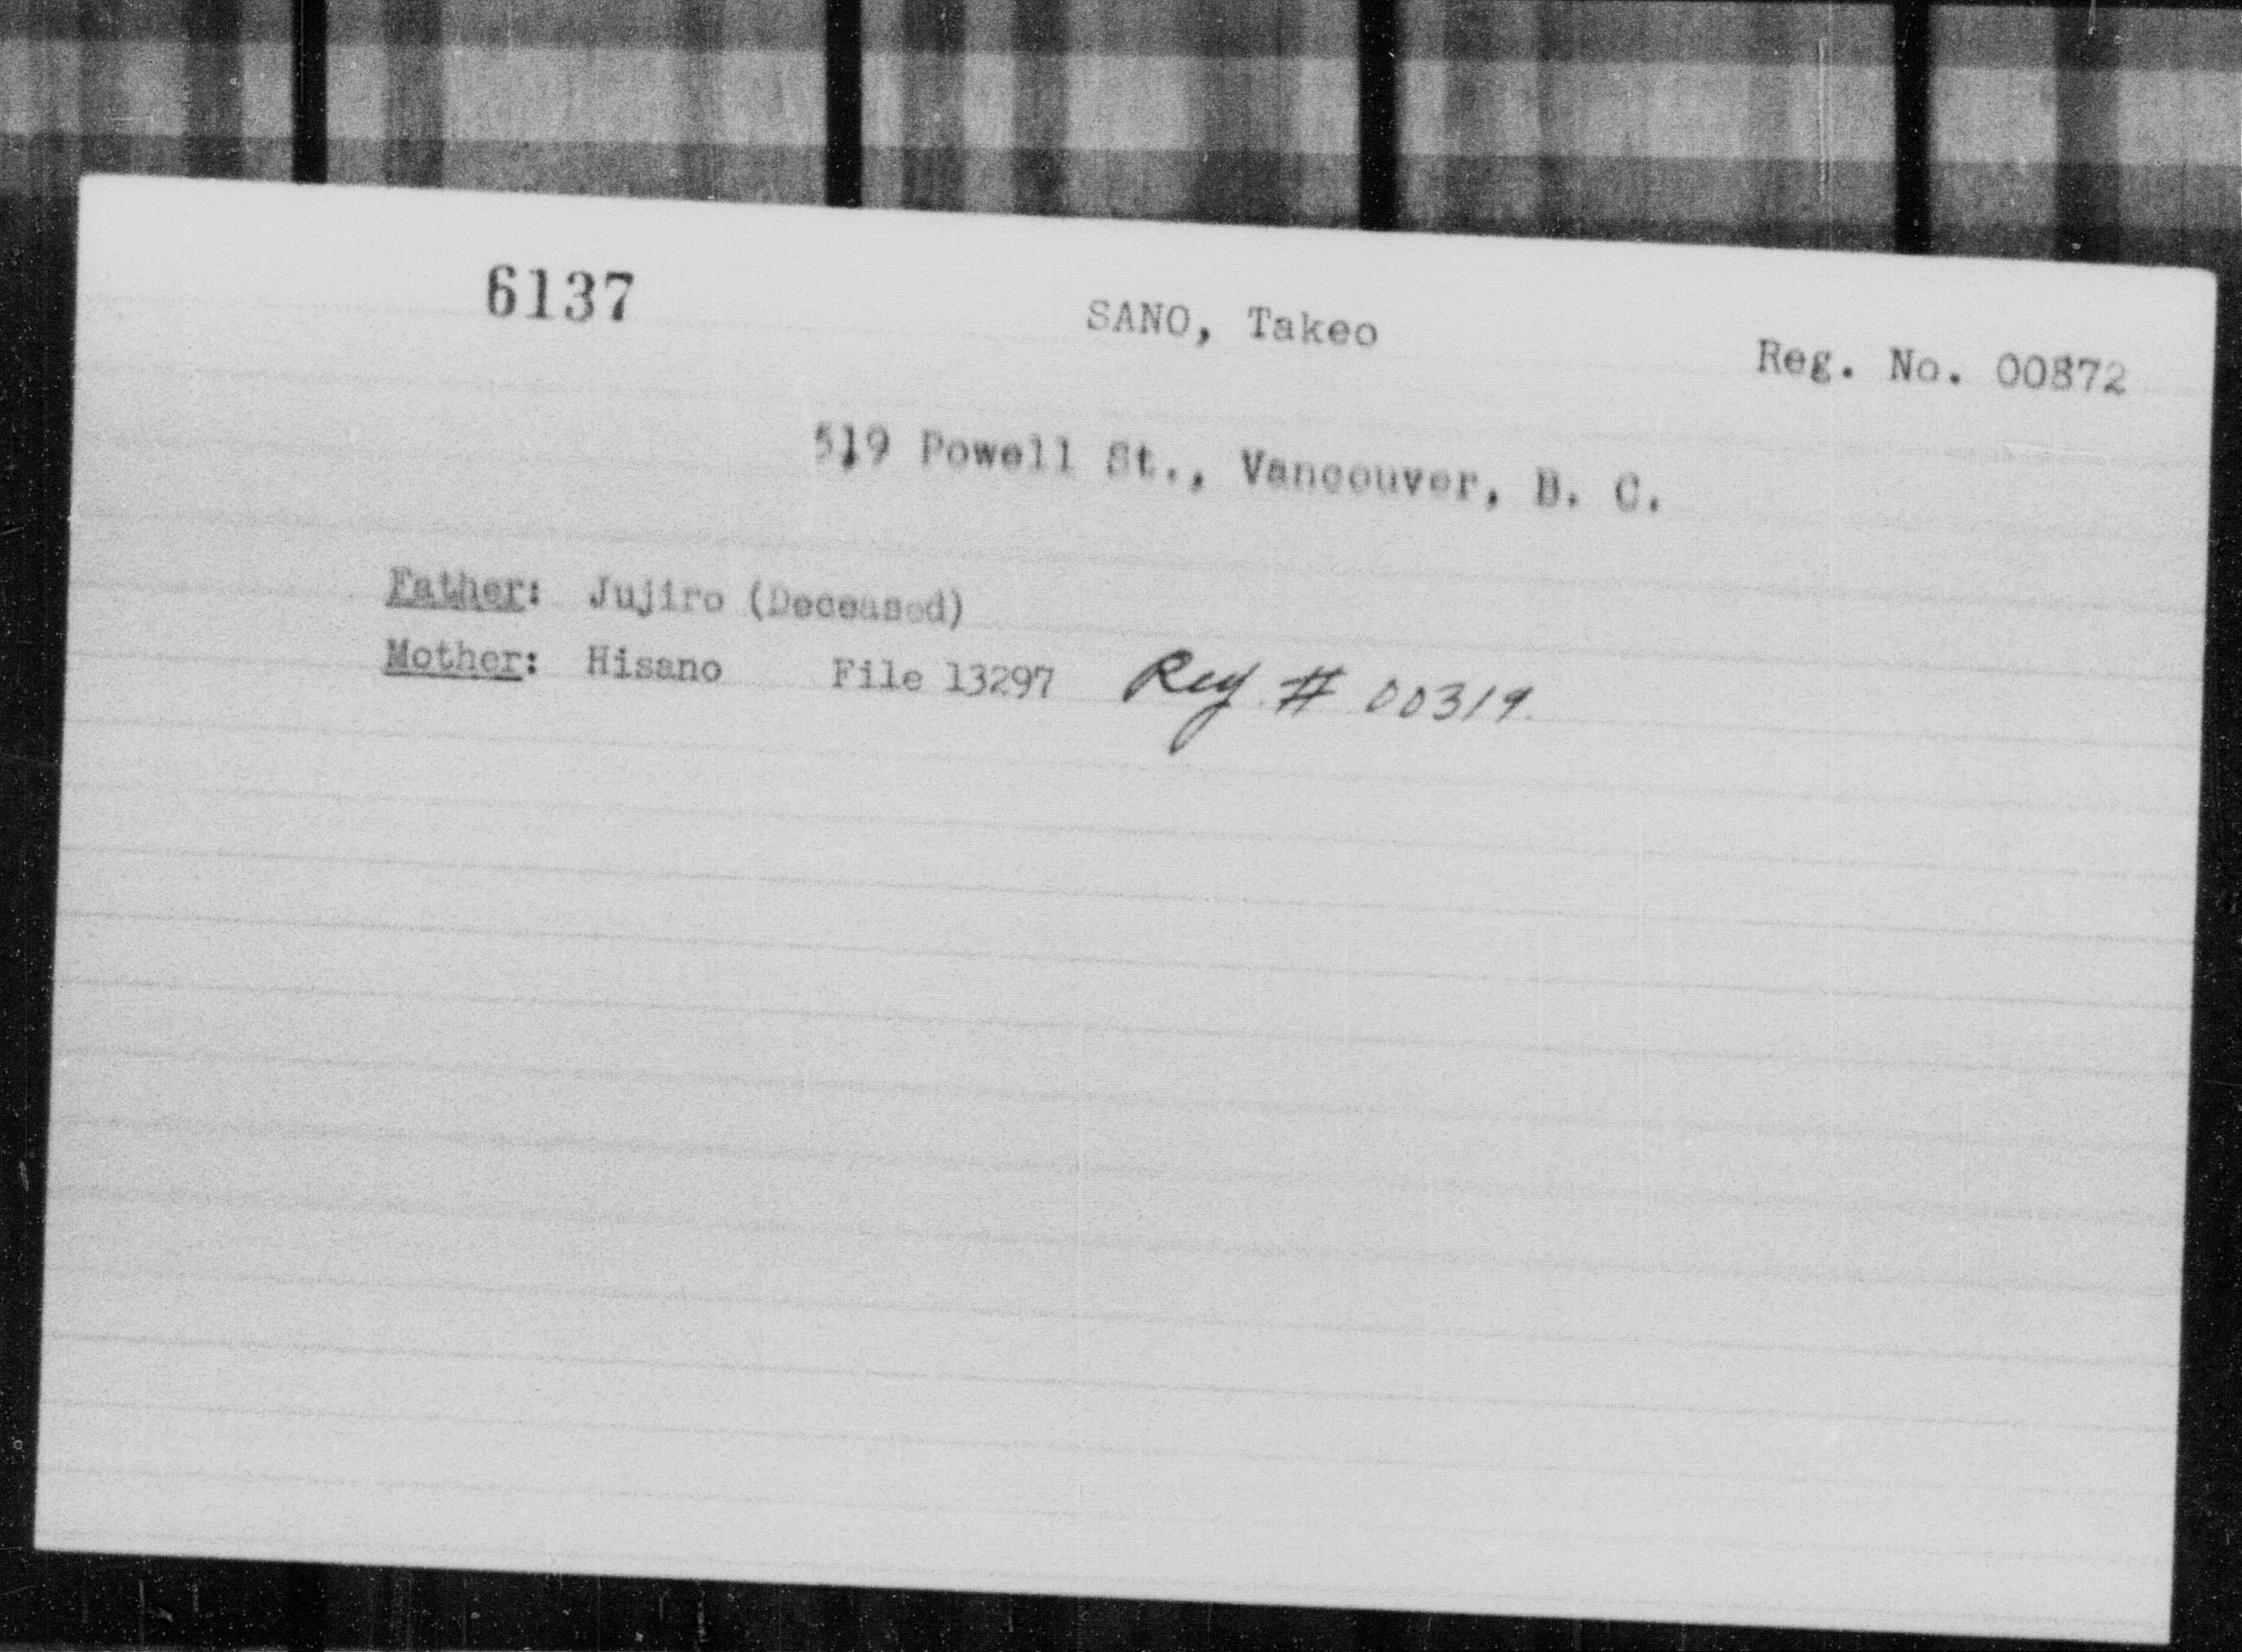 6137
SANO, Takeo
Reg. No. 00872
519 Powell St., Vancouver, B. C.
Father: Jujiro (Deceased)
Mother: Hisano File 13297 Reg. # 00319.